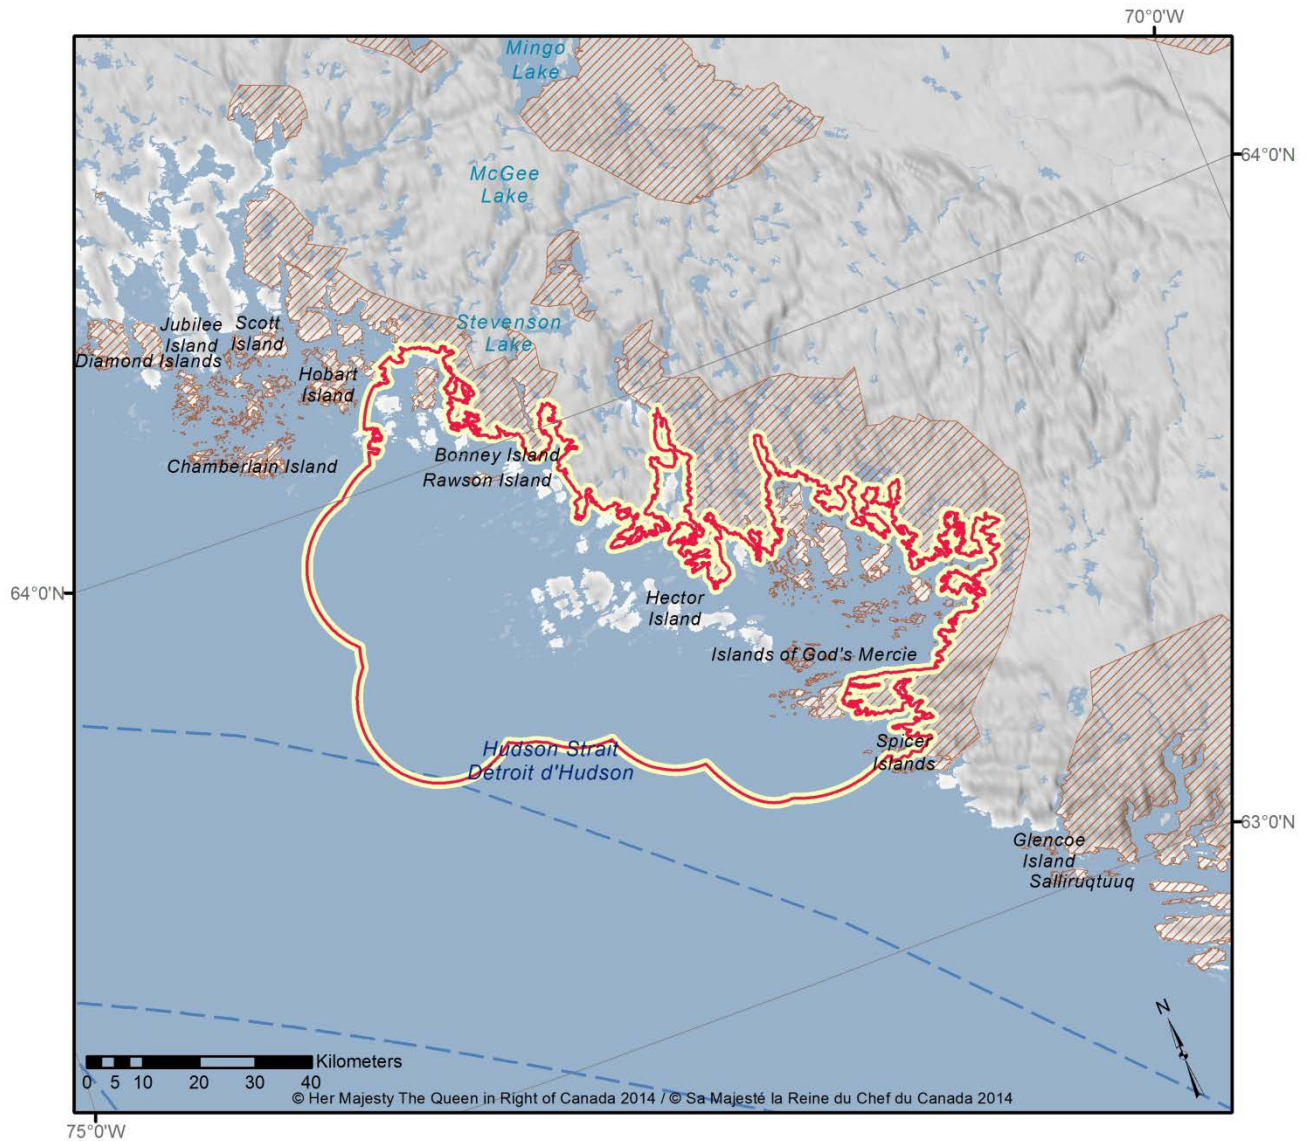 70°0'W
Mingo
Lake
64°0'N
McGee
Lake
Jubilee
Island
Scott
Island
Stevenson
Lake
Diamond Islands
Hobart
Island
Bonney Island
Chamberlain Island
Rawson Island
64°0'N
Hector
Island
Islands of God's Mercie
Spicer
Islands
Hudson Strait
Detroit d'Hudson
63°0'N
Glencoe
Island
Salliruqtuuq
N
Kilometers
0 5 10 20 30 40
© Her Majesty The Queen in Right of Canada 2014 / © Sa Majesté la Reine du Chef du Canada 2014
75°0'W